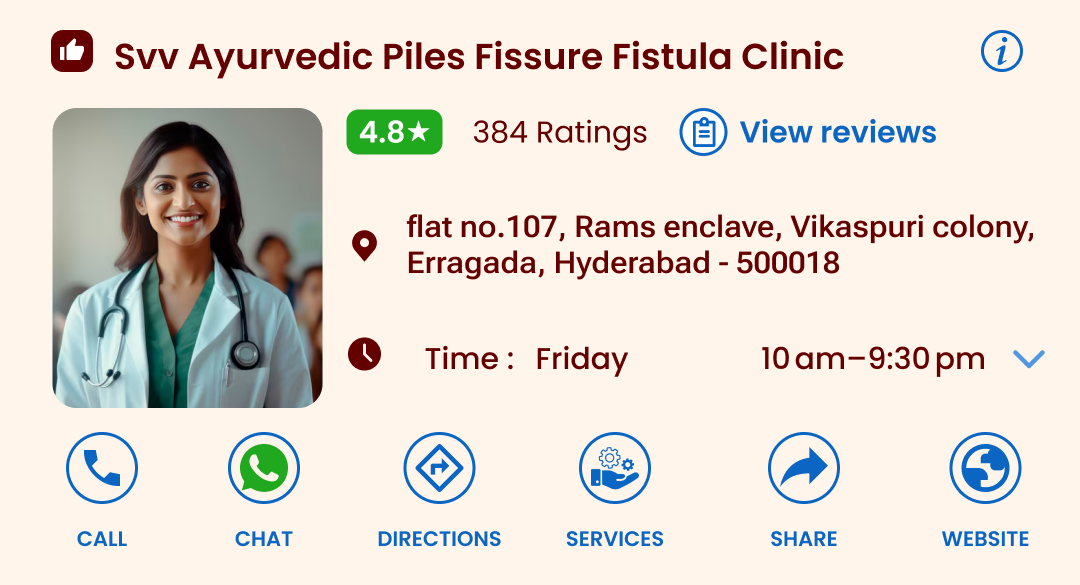 Svv Ayurvedic Piles Fissure Fistula Clinic
4.8★ 384 Ratings View reviews
flat no.107, Rams enclave, Vikaspuri colony,
Erragada, Hyderabad - 500018
Time : Friday 10 am–9:30 pm
CALL CHAT DIRECTIONS SERVICES SHARE WEBSITE